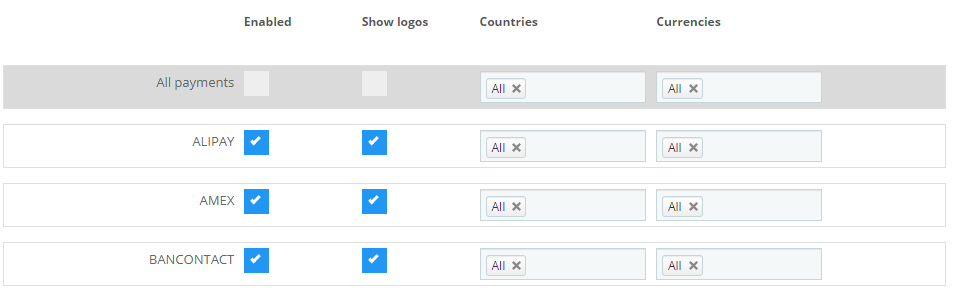 Enabled Show logos Countries Currencies
All payments All × All ×
ALIPAY All × All ×
AMEX All × All ×
BANCONTACT All × All ×